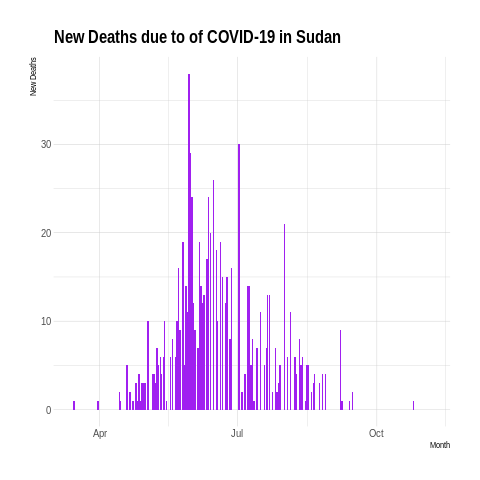 New Deaths due to of COVID-19 in Sudan
New Deaths
30
20
10
0
Apr
Jul
Oct
Month